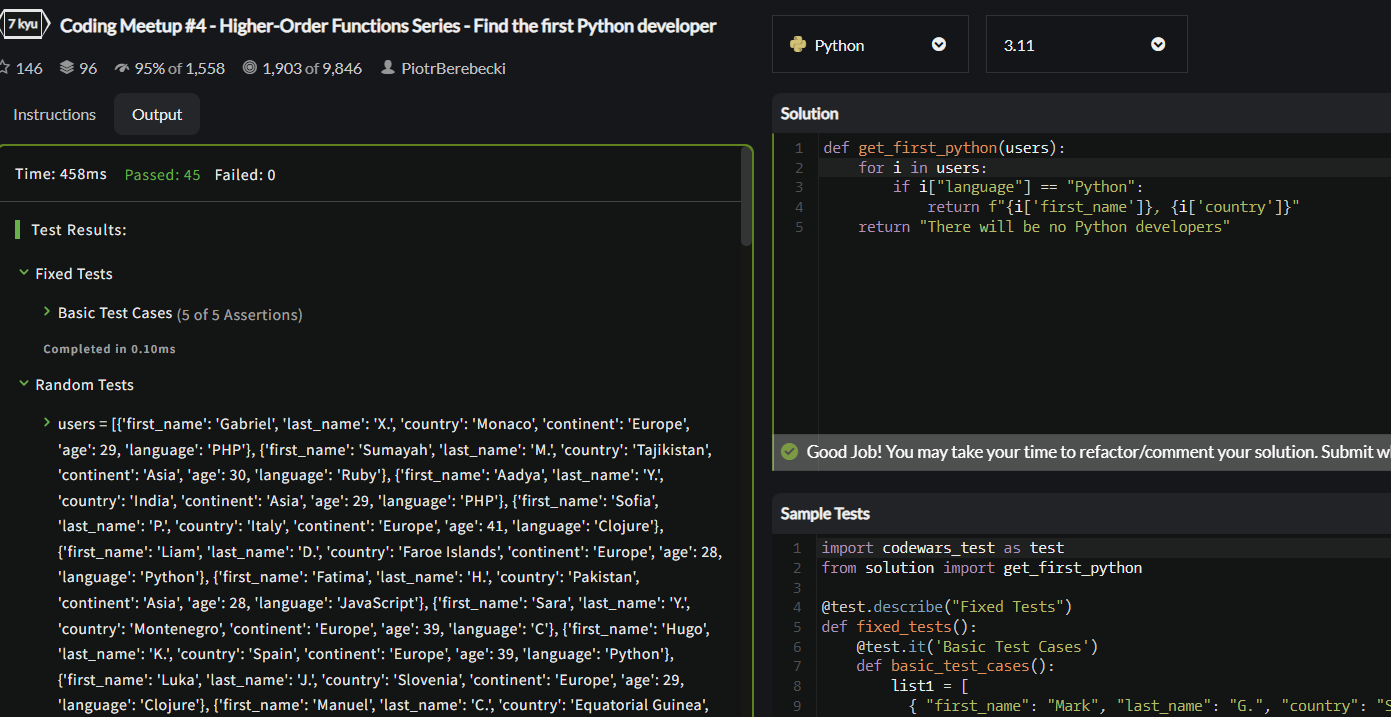 7 kyu Coding Meetup #4 - Higher-Order Functions Series - Find the first Python developer
146 96 95% of 1,558 1,903 of 9,846 PiotrBerebecki
Instructions Output
Time: 458ms Passed: 45 Failed: 0
Test Results:
Fixed Tests
Basic Test Cases (5 of 5 Assertions)
Completed in 0.10ms
Random Tests
users = [{'first_name': 'Gabriel', 'last_name': 'X.', 'country': 'Monaco', 'continent': 'Europe',
'age': 29, 'language': 'PHP'}, {'first_name': 'Sumayah', 'last_name': 'M.', 'country': 'Tajikistan',
'continent': 'Asia', 'age': 30, 'language': 'Ruby'}, {'first_name': 'Aadya', 'last_name': 'Y.',
'country': 'India', 'continent': 'Asia', 'age': 29, 'language': 'PHP'}, {'first_name': 'Sofia',
'last_name': 'P.', 'country': 'Italy', 'continent': 'Europe', 'age': 41, 'language': 'Clojure'},
{'first_name': 'Liam', 'last_name': 'D.', 'country': 'Faroe Islands', 'continent': 'Europe', 'age': 28,
'language': 'Python'}, {'first_name': 'Fatima', 'last_name': 'H.', 'country': 'Pakistan',
'continent': 'Asia', 'age': 28, 'language': 'JavaScript'}, {'first_name': 'Sara', 'last_name': 'Y.',
'country': 'Montenegro', 'continent': 'Europe', 'age': 39, 'language': 'C'}, {'first_name': 'Hugo',
'last_name': 'K.', 'country': 'Spain', 'continent': 'Europe', 'age': 39, 'language': 'Python'},
{'first_name': 'Luka', 'last_name': 'J.', 'country': 'Slovenia', 'continent': 'Europe', 'age': 29,
'language': 'Clojure'}, {'first_name': 'Manuel', 'last_name': 'C.', 'country': 'Equatorial Guinea',
Python 3.11
Solution
1 def get_first_python(users):
2 for i in users:
3 if i["language"] == "Python":
4 return f"{i['first_name']}, {i['country']}"
5 return "There will be no Python developers"
Good Job! You may take your time to refactor/comment your solution. Submit w
Sample Tests
1 import codewars_test as test
2 from solution import get_first_python
3
4 @test.describe("Fixed Tests")
5 def fixed_tests():
6 @test.it('Basic Test Cases')
7 def basic_test_cases():
8 list1 = [
9 { "first_name": "Mark", "last_name": "G.", "country": "S